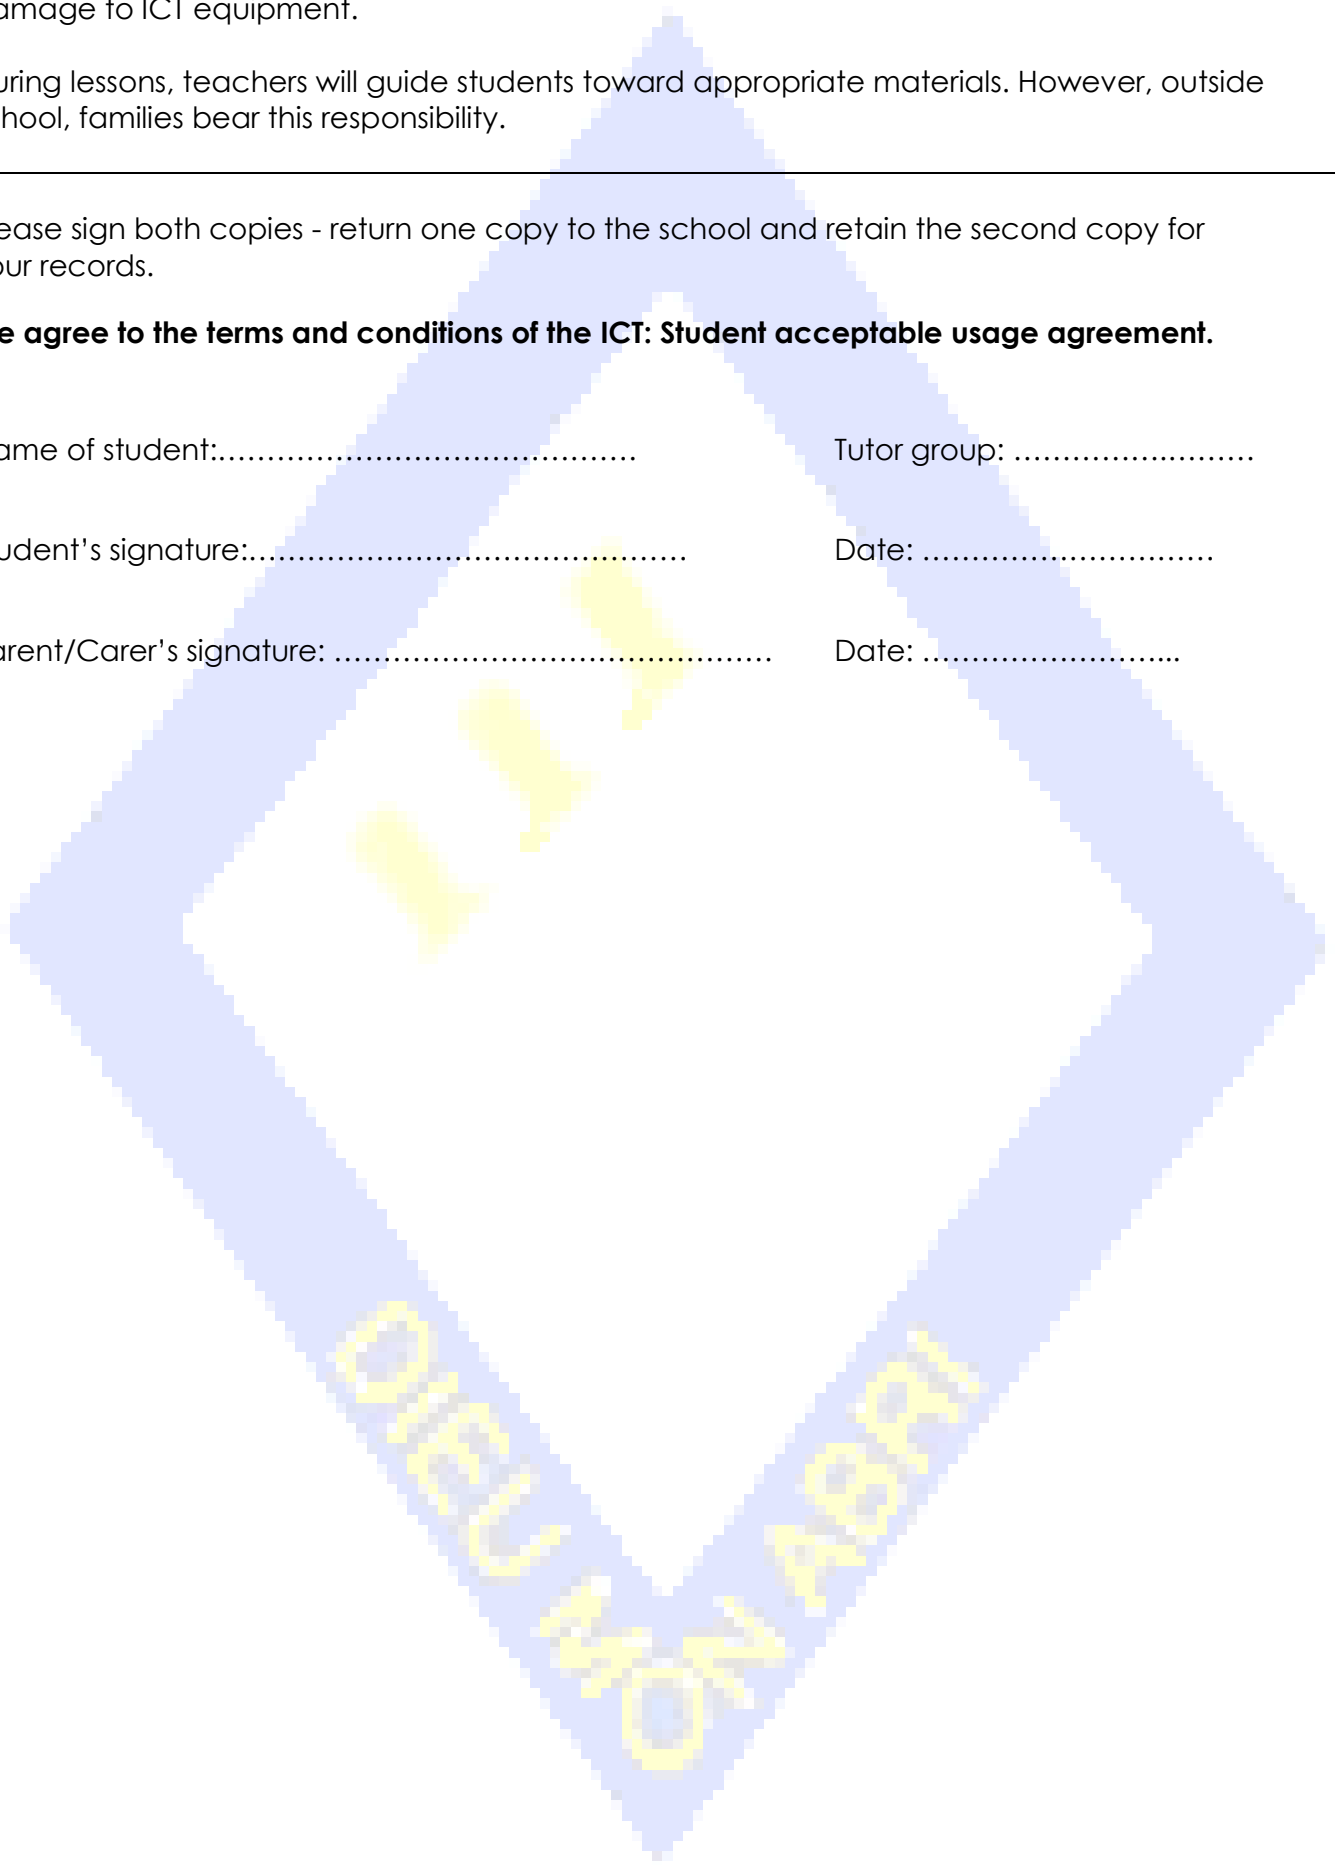 amage to ICT equipment.
uring lessons, teachers will guide students toward appropriate materials. However, outside
hool, families bear this responsibility.
ease sign both copies - return one copy to the school and retain the second copy for
our records.
e agree to the terms and conditions of the ICT: Student acceptable usage agreement.
ame of student:…………………………………… Tutor group: …………….………
udent’s signature:……………………………………… Date: …………………………
arent/Carer’s signature: ……………………………………… Date: ……………………...
DIEU MON ABRI